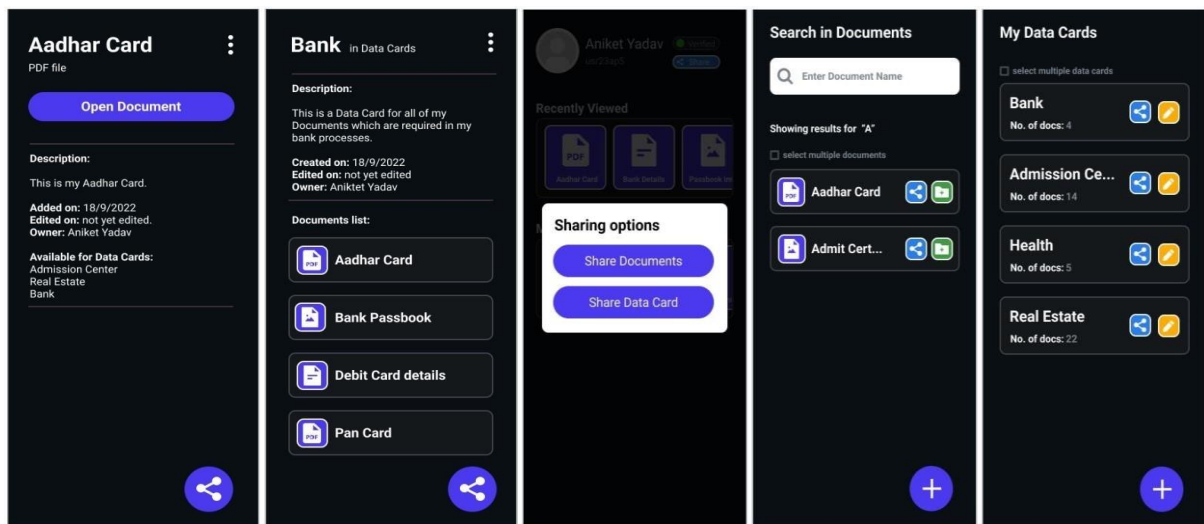 Aadhar Card
PDF file
Open Document
Description:
This is my Aadhar Card.
Added on: 18/9/2022
Edited on: not yet edited.
Owner: Aniket Yadav
Available for Data Cards:
Admission Center
Real Estate
Bank
Bank in Data Cards
Description:
This is a Data Card for all of my
Documents which are required in my
bank processes.
Created on: 18/9/2022
Edited on: not yet edited
Owner: Aniktet Yadav
Documents list:
PDF
Aadhar Card
Bank Passbook
Debit Card details
PDF
Pan Card
Aniket Yadav
Verified
Share
Recently Viewed
PDF
Aadhar Card
Bank Details
Passbook
Sharing options
Share Documents
Share Data Card
Search in Documents
Enter Document Name
Showing results for "A"
select multiple documents
PDF
Aadhar Card
Admit Cert...
My Data Cards
select multiple data cards
Bank
No. of docs: 4
Admission Ce...
No. of docs: 14
Health
No. of docs: 5
Real Estate
No. of docs: 22